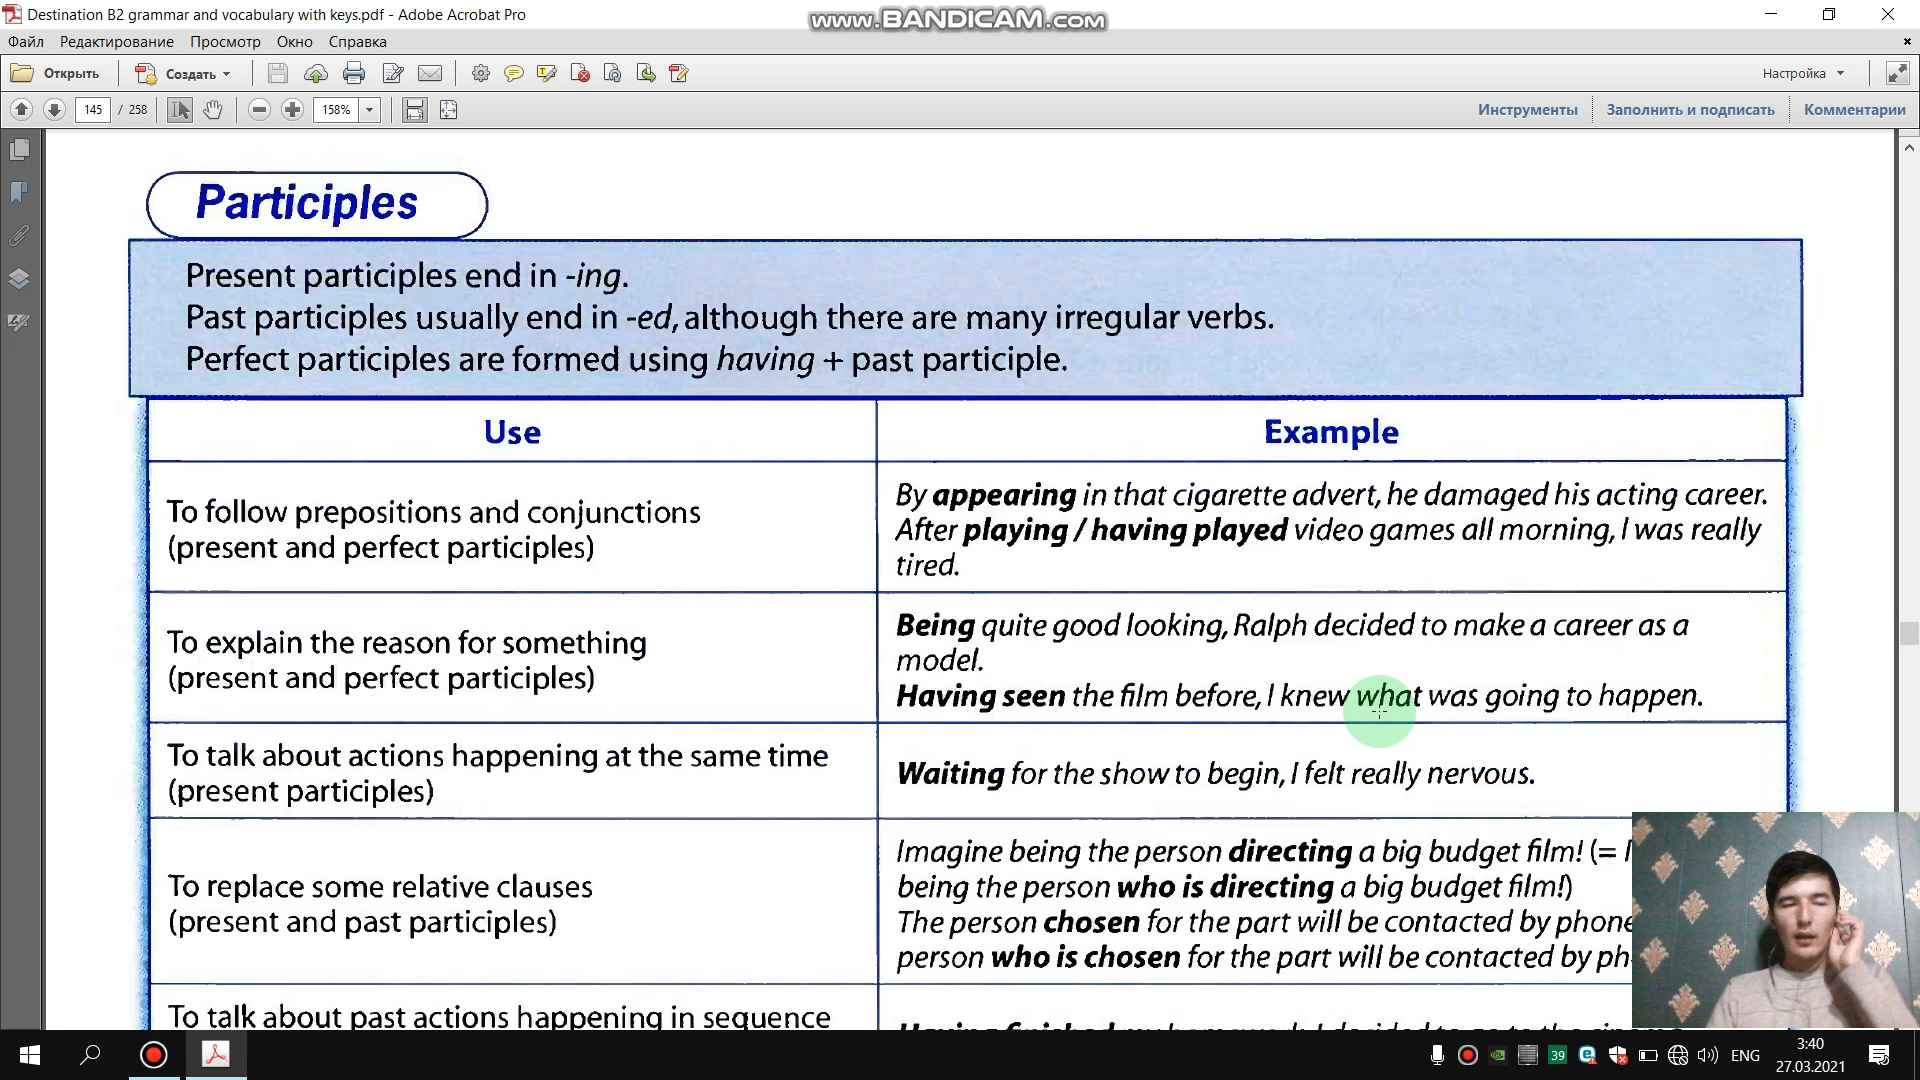 Destination B2 grammar and vocabulary with keys.pdf - Adobe Acrobat Pro
www.BANDICAM.com
Файл Редактирование Просмотр Окно Справка
Открыть Создать Настройка
145 / 258 158% Инструменты Заполнить и подписать Комментарии
Participles
Present participles end in -ing.
Past participles usually end in -ed, although there are many irregular verbs.
Perfect participles are formed using having + past participle.
Use Example
To follow prepositions and conjunctions
(present and perfect participles)
By appearing in that cigarette advert, he damaged his acting career.
After playing / having played video games all morning, I was really
tired.
To explain the reason for something
(present and perfect participles)
Being quite good looking, Ralph decided to make a career as a
model.
Having seen the film before, I knew what was going to happen.
To talk about actions happening at the same time
(present participles)
Waiting for the show to begin, I felt really nervous.
To replace some relative clauses
(present and past participles)
Imagine being the person directing a big budget film! (=
being the person who is directing a big budget film!)
The person chosen for the part will be contacted by phone
person who is chosen for the part will be contacted by ph
To talk about past actions happening in sequence
39 ENG 3:40
27.03.2021